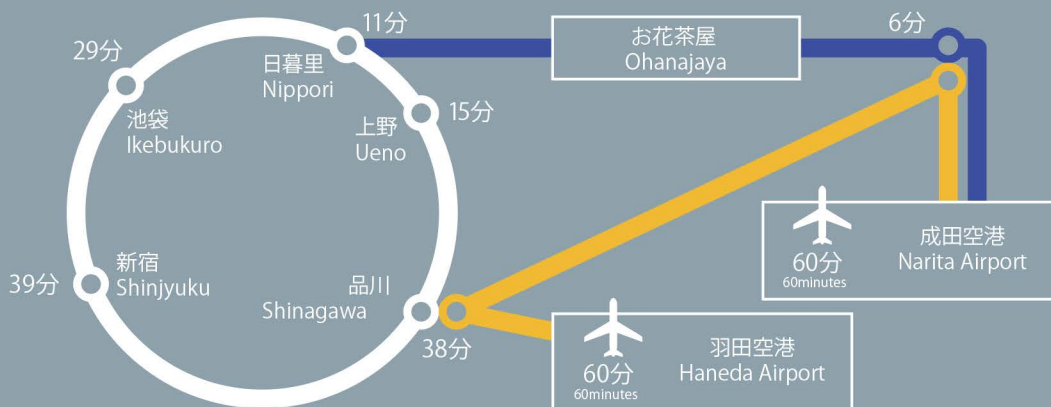 11分
日暮里
Nippori
29分
池袋
Ikebukuro
15分
上野
Ueno
お花茶屋
Ohanajaya
6分
39分
新宿
Shinjyuku
品川
Shinagawa
38分
60分
60minutes
成田空港
Narita Airport
60分
60minutes
羽田空港
Haneda Airport